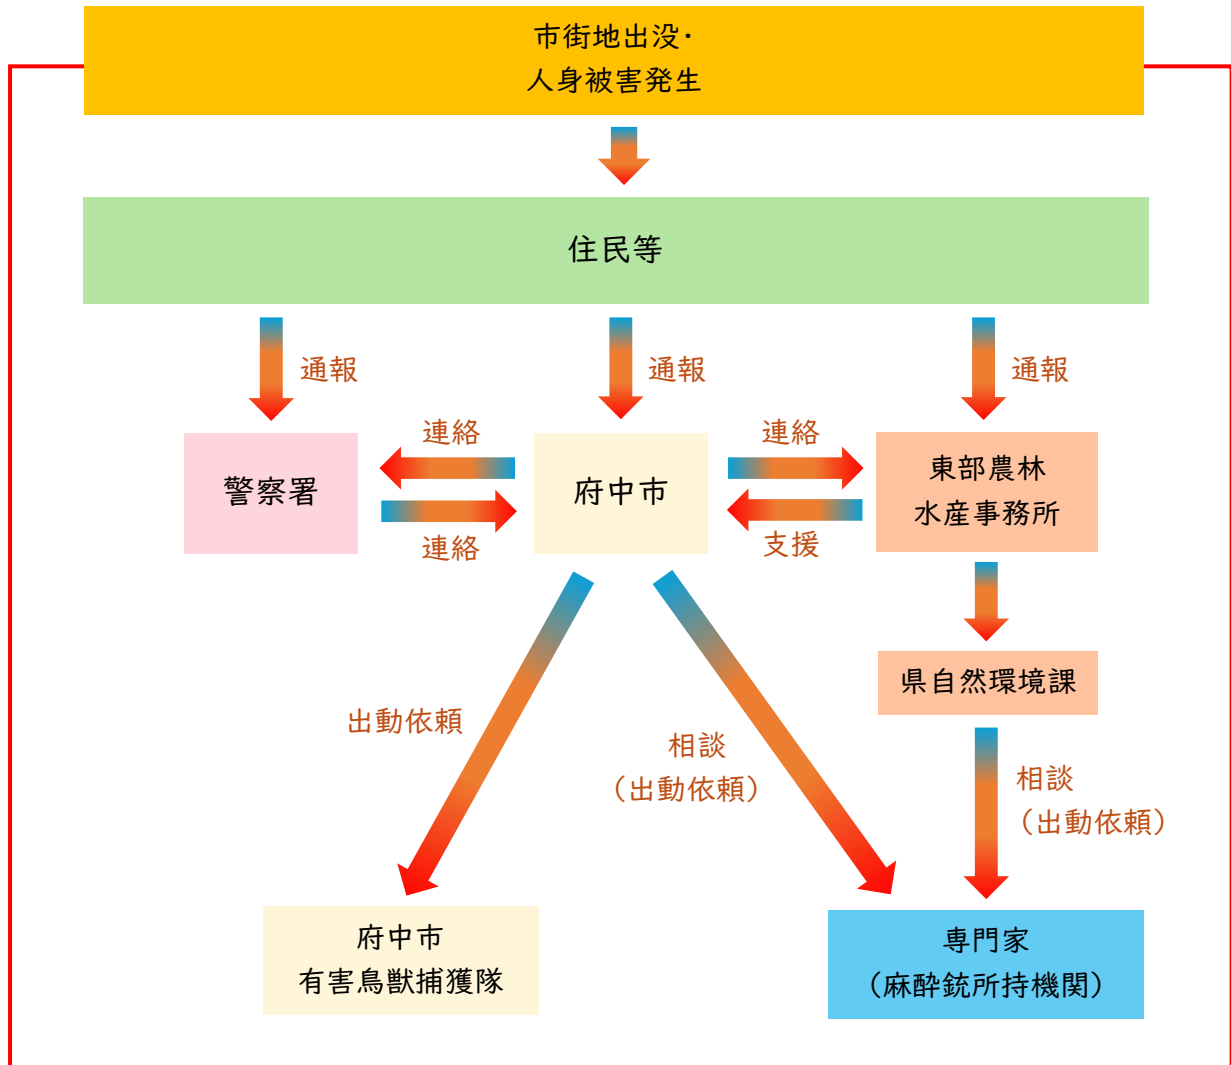 市街地出没・
人身被害発生
住民等
通報
通報
通報
警察署
連絡
連絡
府中市
連絡
支援
東部農林
水産事務所
県自然環境課
出動依頼
相談
（出動依頼）
相談
（出動依頼）
府中市
有害鳥獣捕獲隊
専門家
（麻酔銃所持機関）